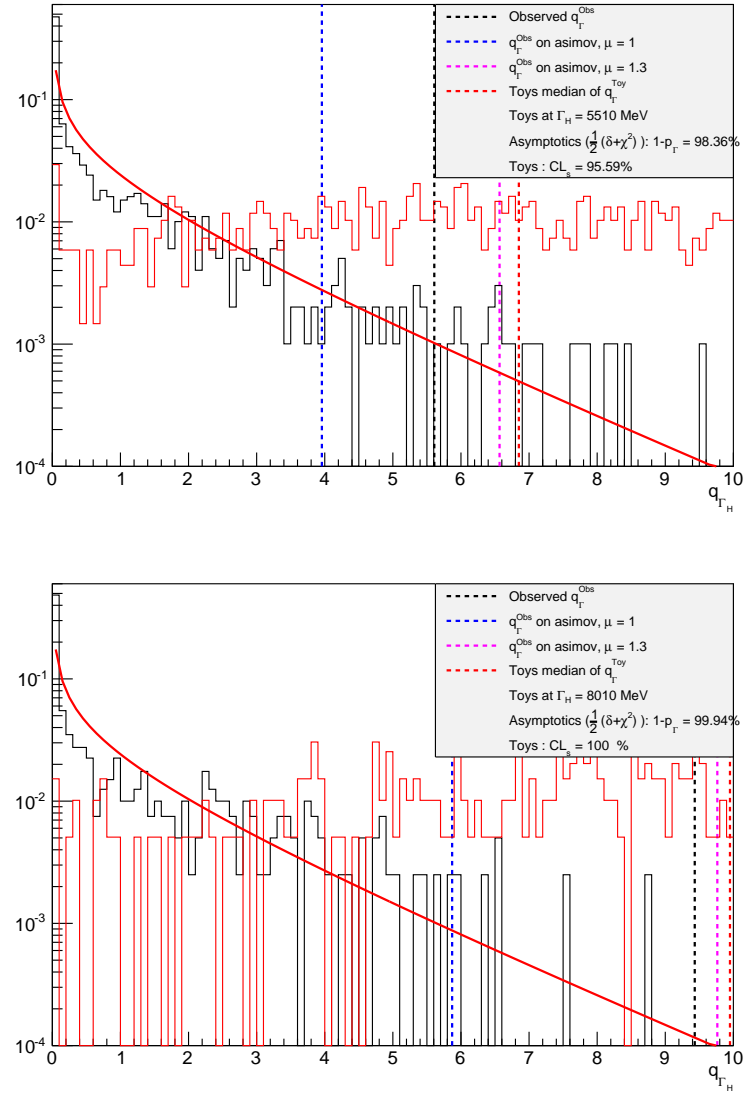 Observed q_Γ^Obs
q_Γ^Obs on asimov, μ = 1
q_Γ^Obs on asimov, μ = 1.3
Toys median of q_Γ^Toy
Toys at Γ_H = 5510 MeV
Asymptotics (1/2 (δ+χ²) ): 1-p_Γ = 98.36%
Toys : CL_s = 95.59%
10⁻¹
10⁻²
10⁻³
10⁻⁴
0 1 2 3 4 5 6 7 8 9 10
q_Γ_H
Observed q_Γ^Obs
q_Γ^Obs on asimov, μ = 1
q_Γ^Obs on asimov, μ = 1.3
Toys median of q_Γ^Toy
Toys at Γ_H = 8010 MeV
Asymptotics (1/2 (δ+χ²) ): 1-p_Γ = 99.94%
Toys : CL_s = 100 %
10⁻¹
10⁻²
10⁻³
10⁻⁴
0 1 2 3 4 5 6 7 8 9 10
q_Γ_H